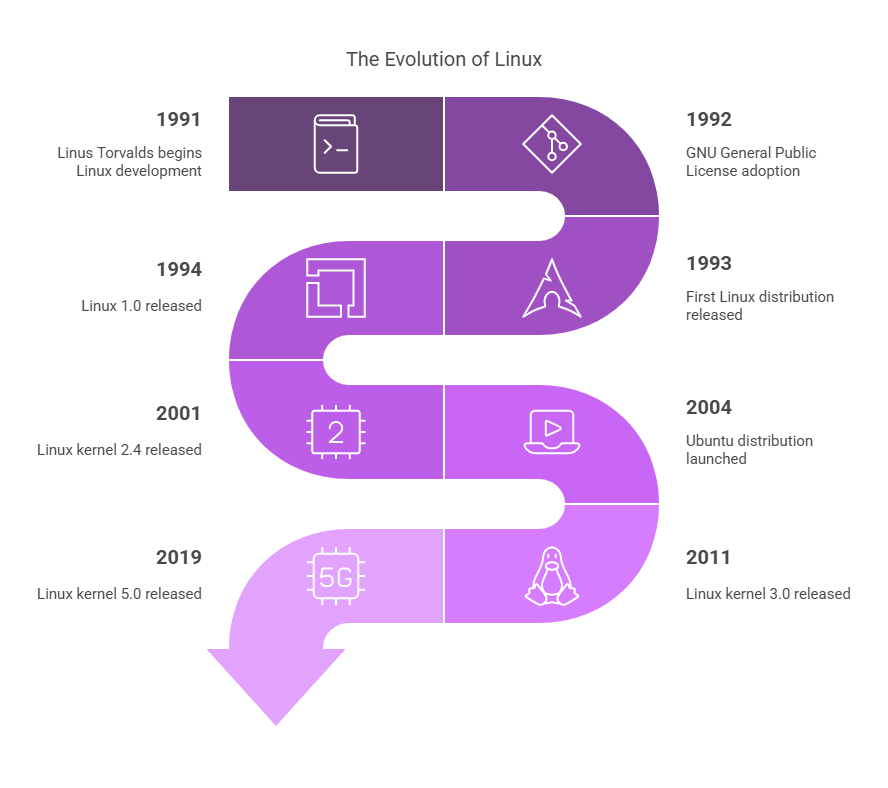 The Evolution of Linux
1991
Linus Torvalds begins
Linux development
1992
GNU General Public
License adoption
1993
First Linux distribution
released
1994
Linux 1.0 released
2001
Linux kernel 2.4 released
2
2004
Ubuntu distribution
launched
2011
Linux kernel 3.0 released
2019
Linux kernel 5.0 released
5G